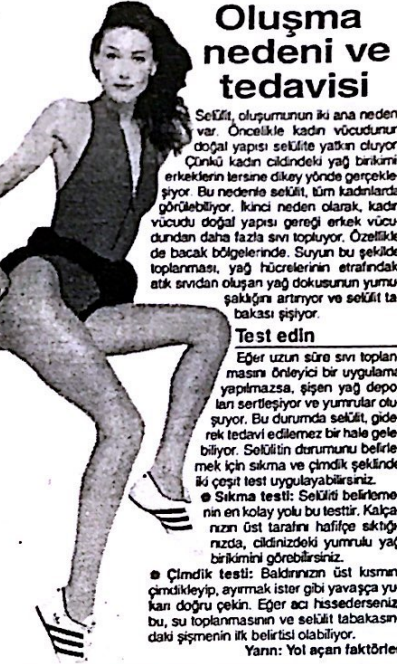 Oluşma
nedeni ve
tedavisi
Selülit, oluşumunun iki ana neden
var. Öncelikle kadın vücudunun
doğal yapısı selülite yatkın oluyor
Çünkü kadın cildindeki yağ birikimi
erkeklerin tersine dikey yönde gerçekle
şiyor. Bu nedenle selülit, tüm kadınlarda
görülebiliyor. İkinci neden olarak, kadın
vücudu doğal yapısı gereği erkek vücu-
dundan daha fazla sıvı topluyor. Özellikle
de bacak bölgelerinde. Suyun bu şekilde
toplanması, yağ hücrelerinin etrafındak
atık sıvıdan oluşan yağ dokusunun yumu
şaklığını artırıyor ve selülit ta
bakası şişiyor.
Test edin
Eğer uzun süre sıvı toplan
masını önleyici bir uygulama
yapılmazsa, şişen yağ depo
ları sertleşiyor ve yumrular olu
şuyor. Bu durumda selülit, gide
rek tedavi edilemez bir hale gele
biliyor. Selülitin durumunu belirle
mek için sıkma ve çimdik şeklinde
iki çeşit test uygulayabilirsiniz.
● Sıkma testi: Selüliti belirleme
nin en kolay yolu bu testtir. Kalça
nızın üst tarafını hafifçe sıktığı
nızda, cildinizdeki yumrulu yağ
birikimini görebilirsiniz.
● Çimdik testi: Baldırınızın üst kısmın
çimdikleyip, ayırmak ister gibi yavaşça yu
karı doğru çekin. Eğer acı hissederseniz
bu, su toplanmasının ve selülit tabakasın
daki şişmenin ilk belirtisi olabiliyor.
Yarın: Yol açan faktörle